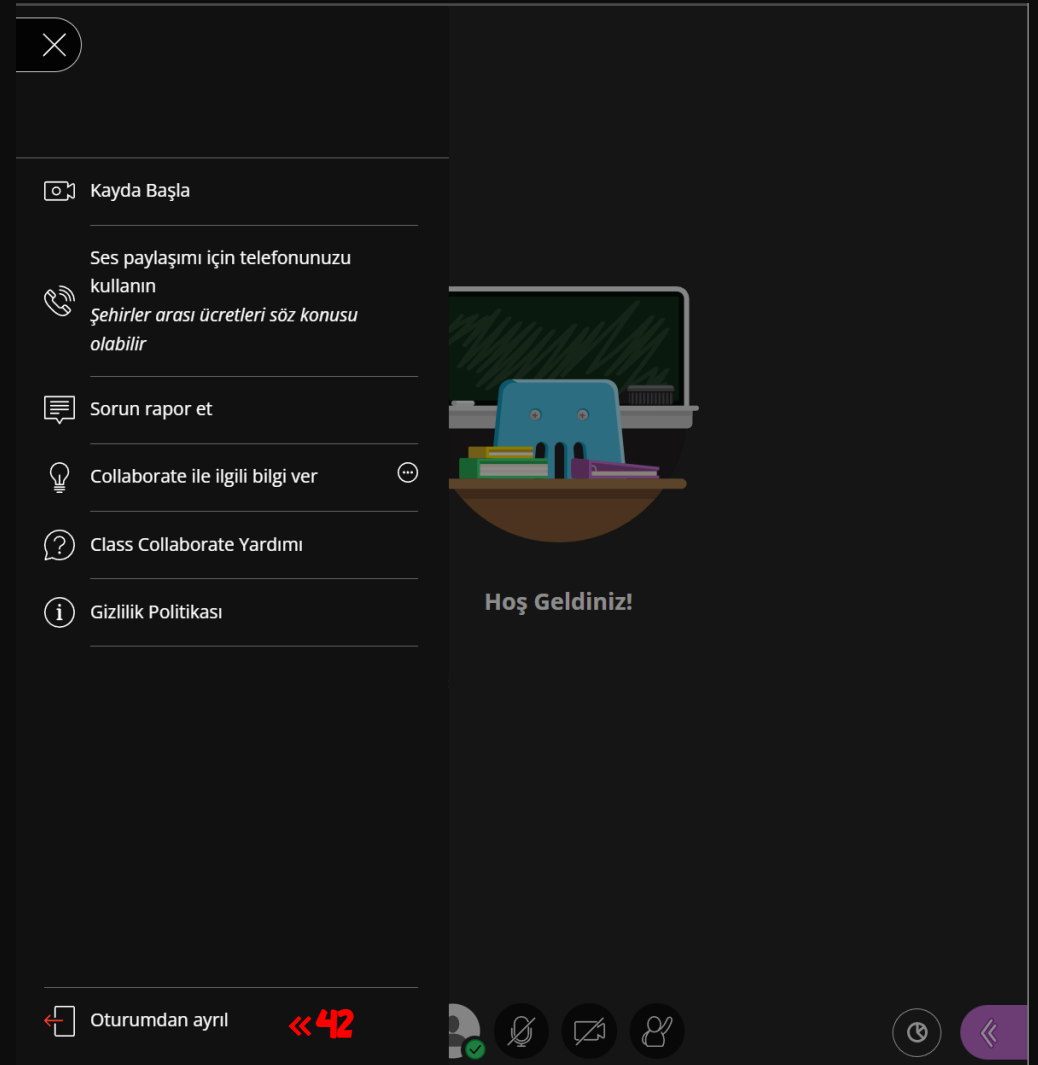 Kayda Başla
Ses paylaşımı için telefonunuzu
kullanın
Şehirler arası ücretleri söz konusu
olabilir
Sorun rapor et
Collaborate ile ilgili bilgi ver
Class Collaborate Yardımı
Gizlilik Politikası
Hoş Geldiniz!
Oturumdan ayrıl «42